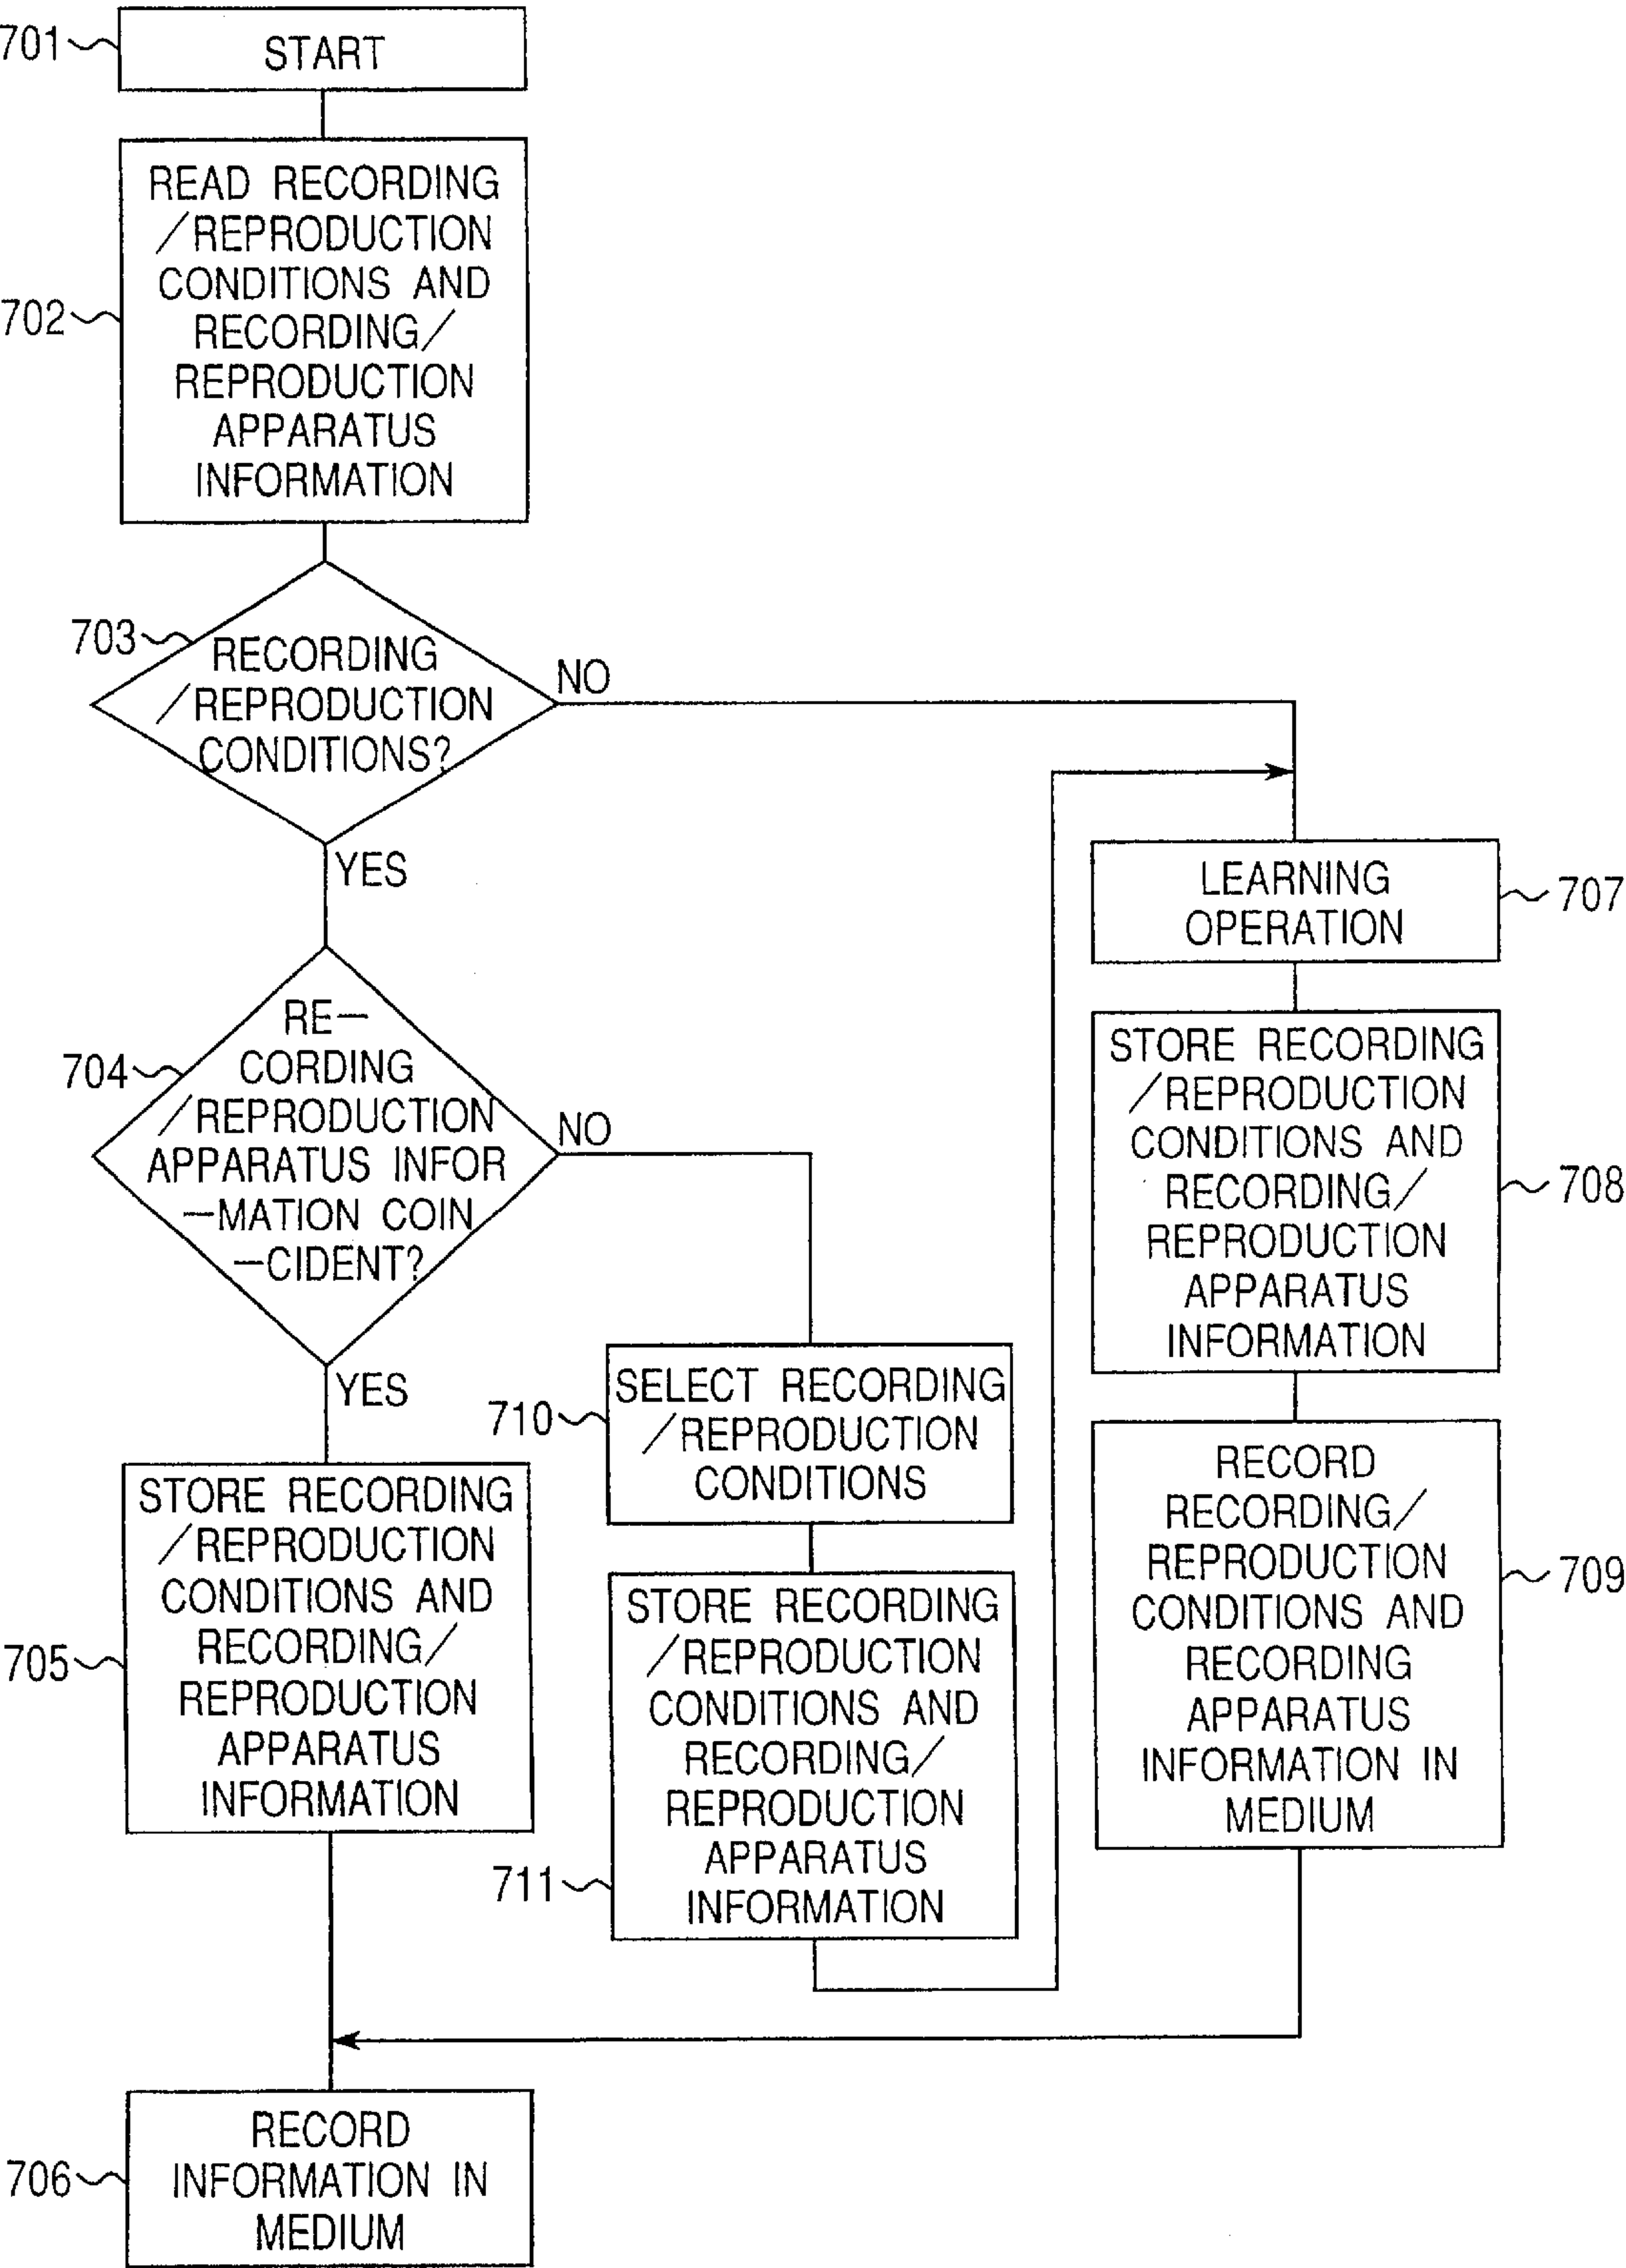 701
START
702
READ RECORDING
/REPRODUCTION
CONDITIONS AND
RECORDING/
REPRODUCTION
APPARATUS
INFORMATION
703
RECORDING
/REPRODUCTION
CONDITIONS?
NO
YES
704
RE-
CORDING
/REPRODUCTION
APPARATUS INFOR
-MATION COIN
-CIDENT?
NO
YES
705
STORE RECORDING
/REPRODUCTION
CONDITIONS AND
RECORDING/
REPRODUCTION
APPARATUS
INFORMATION
710
SELECT RECORDING
/REPRODUCTION
CONDITIONS
711
STORE RECORDING
/REPRODUCTION
CONDITIONS AND
RECORDING/
REPRODUCTION
APPARATUS
INFORMATION
LEARNING
OPERATION
707
STORE RECORDING
/REPRODUCTION
CONDITIONS AND
RECORDING/
REPRODUCTION
APPARATUS
INFORMATION
708
RECORD
RECORDING/
REPRODUCTION
CONDITIONS AND
RECORDING
APPARATUS
INFORMATION IN
MEDIUM
709
706
RECORD
INFORMATION IN
MEDIUM